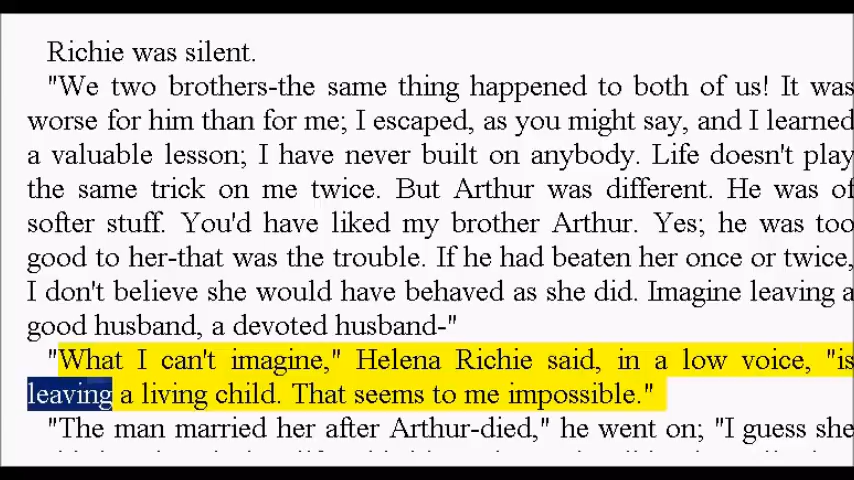 Richie was silent.
"We two brothers-the same thing happened to both of us! It was
worse for him than for me; I escaped, as you might say, and I learned
a valuable lesson; I have never built on anybody. Life doesn't play
the same trick on me twice. But Arthur was different. He was of
softer stuff. You'd have liked my brother Arthur. Yes; he was too
good to her-that was the trouble. If he had beaten her once or twice,
I don't believe she would have behaved as she did. Imagine leaving a
good husband, a devoted husband-"
"What I can't imagine," Helena Richie said, in a low voice, "is
leaving a living child. That seems to me impossible."
"The man married her after Arthur-died," he went on; "I guess she